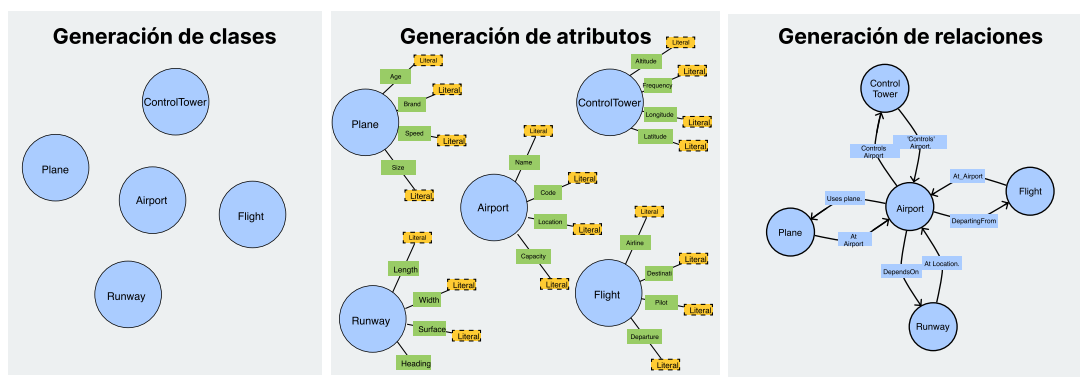 Generación de clases
ControlTower
Plane
Airport
Flight
Runway
Generación de atributos
Literal
Age
Literal
Brand
Plane
Speed
Literal
Size
Literal
Literal
Altitude
Literal
Frequency
ControlTower
Longitude
Literal
Latitude
Literal
Literal
Name
Literal
Code
Airport
Location
Literal
Capacity
Literal
Literal
Length
Literal
Width
Runway
Surface
Literal
Heading
Literal
Airline
Literal
Destinati
Flight
Pilot
Literal
Departure
Literal
Generación de relaciones
Control
Tower
Controls
Airport
'Controls'
Airport.
At_Airport
Flight
DepartingFrom
Airport
Uses plane.
Plane
At
Airport
DependsOn
At Location.
Runway